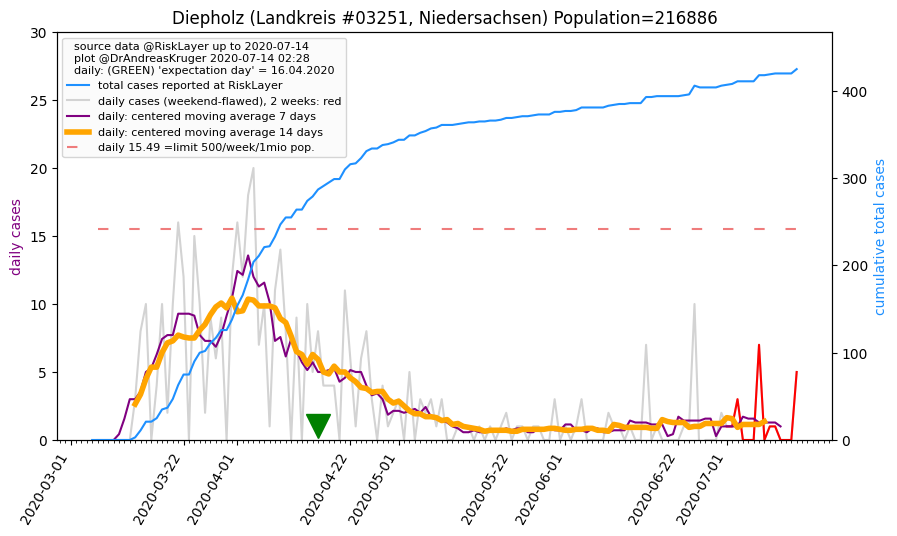 Diepholz (Landkreis #03251, Niedersachsen) Population=216886
source data @RiskLayer up to 2020-07-14
plot @DrAndreasKruger 2020-07-14 02:28
daily: (GREEN) 'expectation day' = 16.04.2020
total cases reported at RiskLayer
daily cases (weekend-flawed), 2 weeks: red
daily: centered moving average 7 days
daily: centered moving average 14 days
daily 15.49 =limit 500/week/1mio pop.
daily cases
30
25
20
15
10
5
0
cumulative total cases
400
300
200
100
0
2020-03-01
2020-03-22
2020-04-01
2020-04-22
2020-05-01
2020-05-22
2020-06-01
2020-06-22
2020-07-01